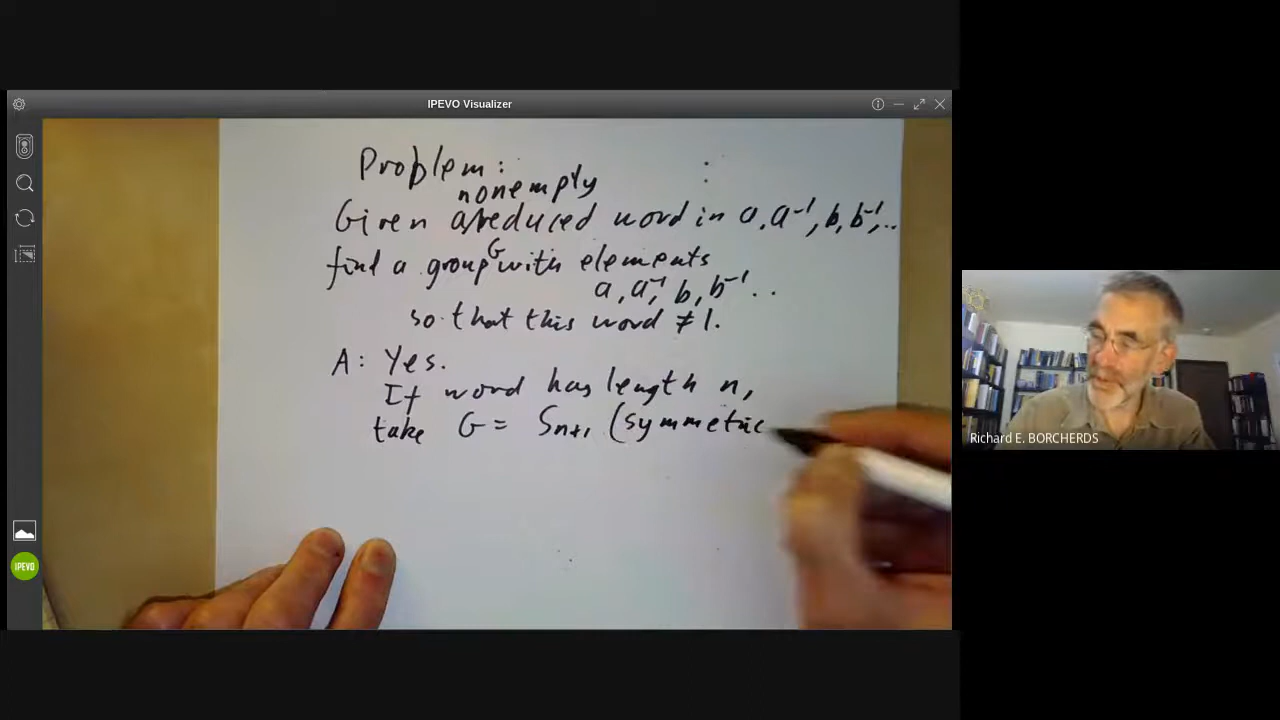 IPEVO Visualizer
Problem:
nonempty
Given a reduced word in a, a⁻¹, b, b⁻¹, ..
find a group G with elements
a, a⁻¹, b, b⁻¹ . .
so that this word ≠ 1.
A: Yes.
If word has length n,
take G = Sn+1 (symmetric
Richard E. BORCHERDS
IPEVO